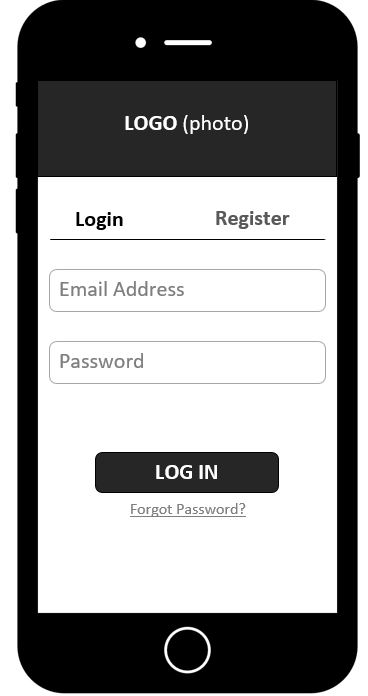 LOGO (photo)
Login Register
Email Address
Password
LOG IN
Forgot Password?